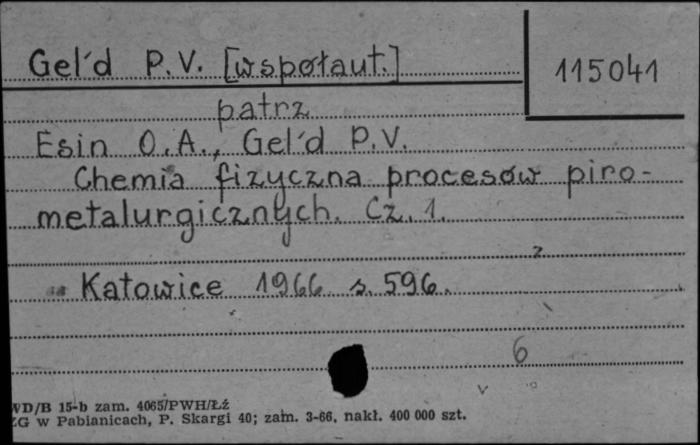 Gel'd P.V. [współaut.]
115041
patrz
Esin O.A., Gel'd P.V.
Chemia fizyczna procesów piro-
metalurgicznych. Cz. 1.
Katowice 1966 s. 596.
6
WD/B 15-b zam. 4065/PWH/Łź
ZG w Pabianicach, P. Skargi 40; zam. 3-66, nakł. 400 000 szt.